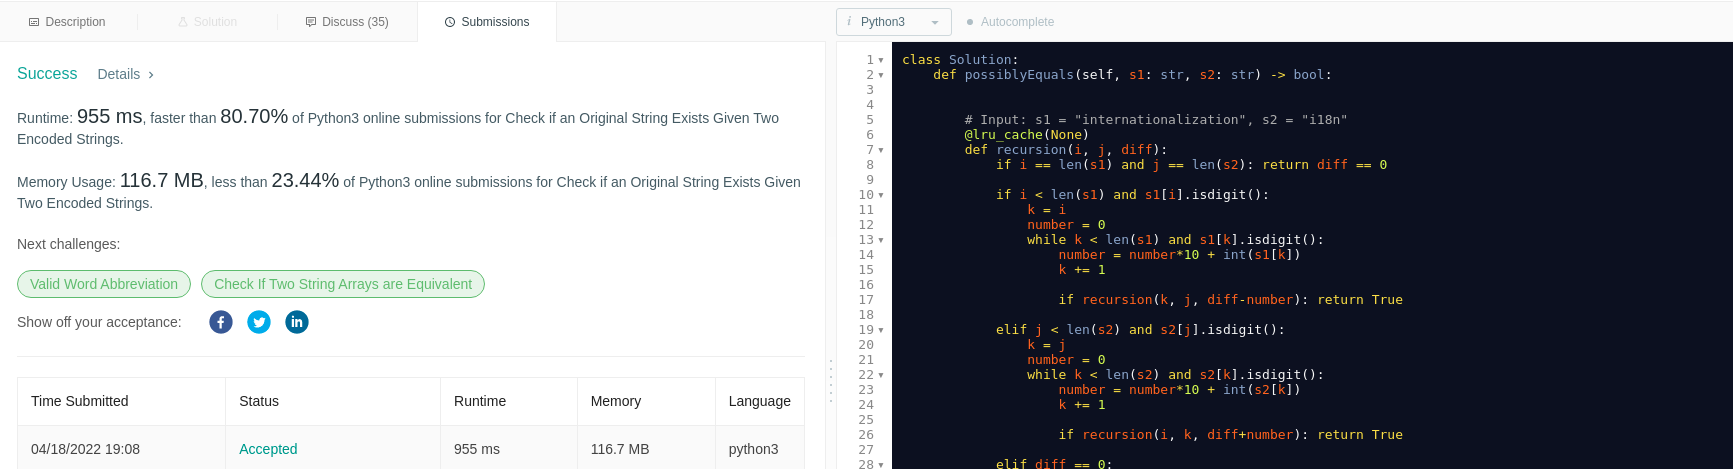 Description
Solution
Discuss (35)
Submissions
Success
Details
Runtime: 955 ms, faster than 80.70% of Python3 online submissions for Check if an Original String Exists Given Two
Encoded Strings.
Memory Usage: 116.7 MB, less than 23.44% of Python3 online submissions for Check if an Original String Exists Given
Two Encoded Strings.
Next challenges:
Valid Word Abbreviation
Check If Two String Arrays are Equivalent
Show off your acceptance:
Time Submitted
Status
Runtime
Memory
Language
04/18/2022 19:08
Accepted
955 ms
116.7 MB
python3
i Python3
Autocomplete
1 class Solution:
2     def possiblyEquals(self, s1: str, s2: str) -> bool:
3
4
5         # Input: s1 = "internationalization", s2 = "i18n"
6         @lru_cache(None)
7         def recursion(i, j, diff):
8             if i == len(s1) and j == len(s2): return diff == 0
9
10             if i < len(s1) and s1[i].isdigit():
11                 k = i
12                 number = 0
13                 while k < len(s1) and s1[k].isdigit():
14                     number = number*10 + int(s1[k])
15                     k += 1
16
17                     if recursion(k, j, diff-number): return True
18
19             elif j < len(s2) and s2[j].isdigit():
20                 k = j
21                 number = 0
22                 while k < len(s2) and s2[k].isdigit():
23                     number = number*10 + int(s2[k])
24                     k += 1
25
26                     if recursion(i, k, diff+number): return True
27
28             elif diff == 0: